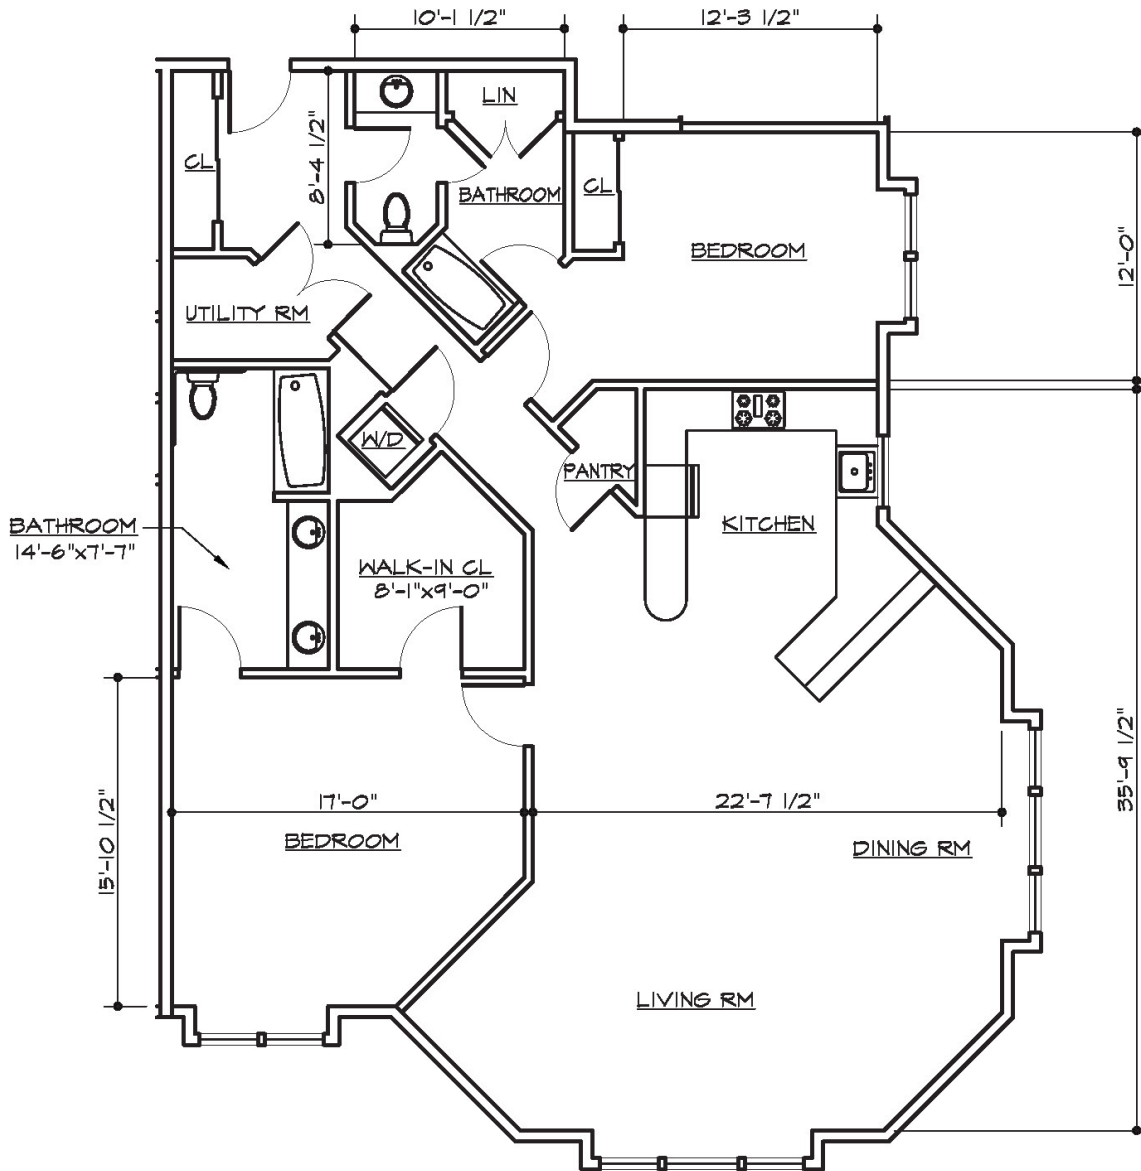 10'-1 1/2"
12'-3 1/2"
LIN
8'-4 1/2"
CL
CL
BATHROOM
BEDROOM
12'-0"
UTILITY RM
W/D
PANTRY
KITCHEN
BATHROOM
14'-6"x7'-7"
WALK-IN CL
8'-1"x9'-0"
35'-9 1/2"
17'-0"
22'-7 1/2"
15'-10 1/2"
BEDROOM
DINING RM
LIVING RM